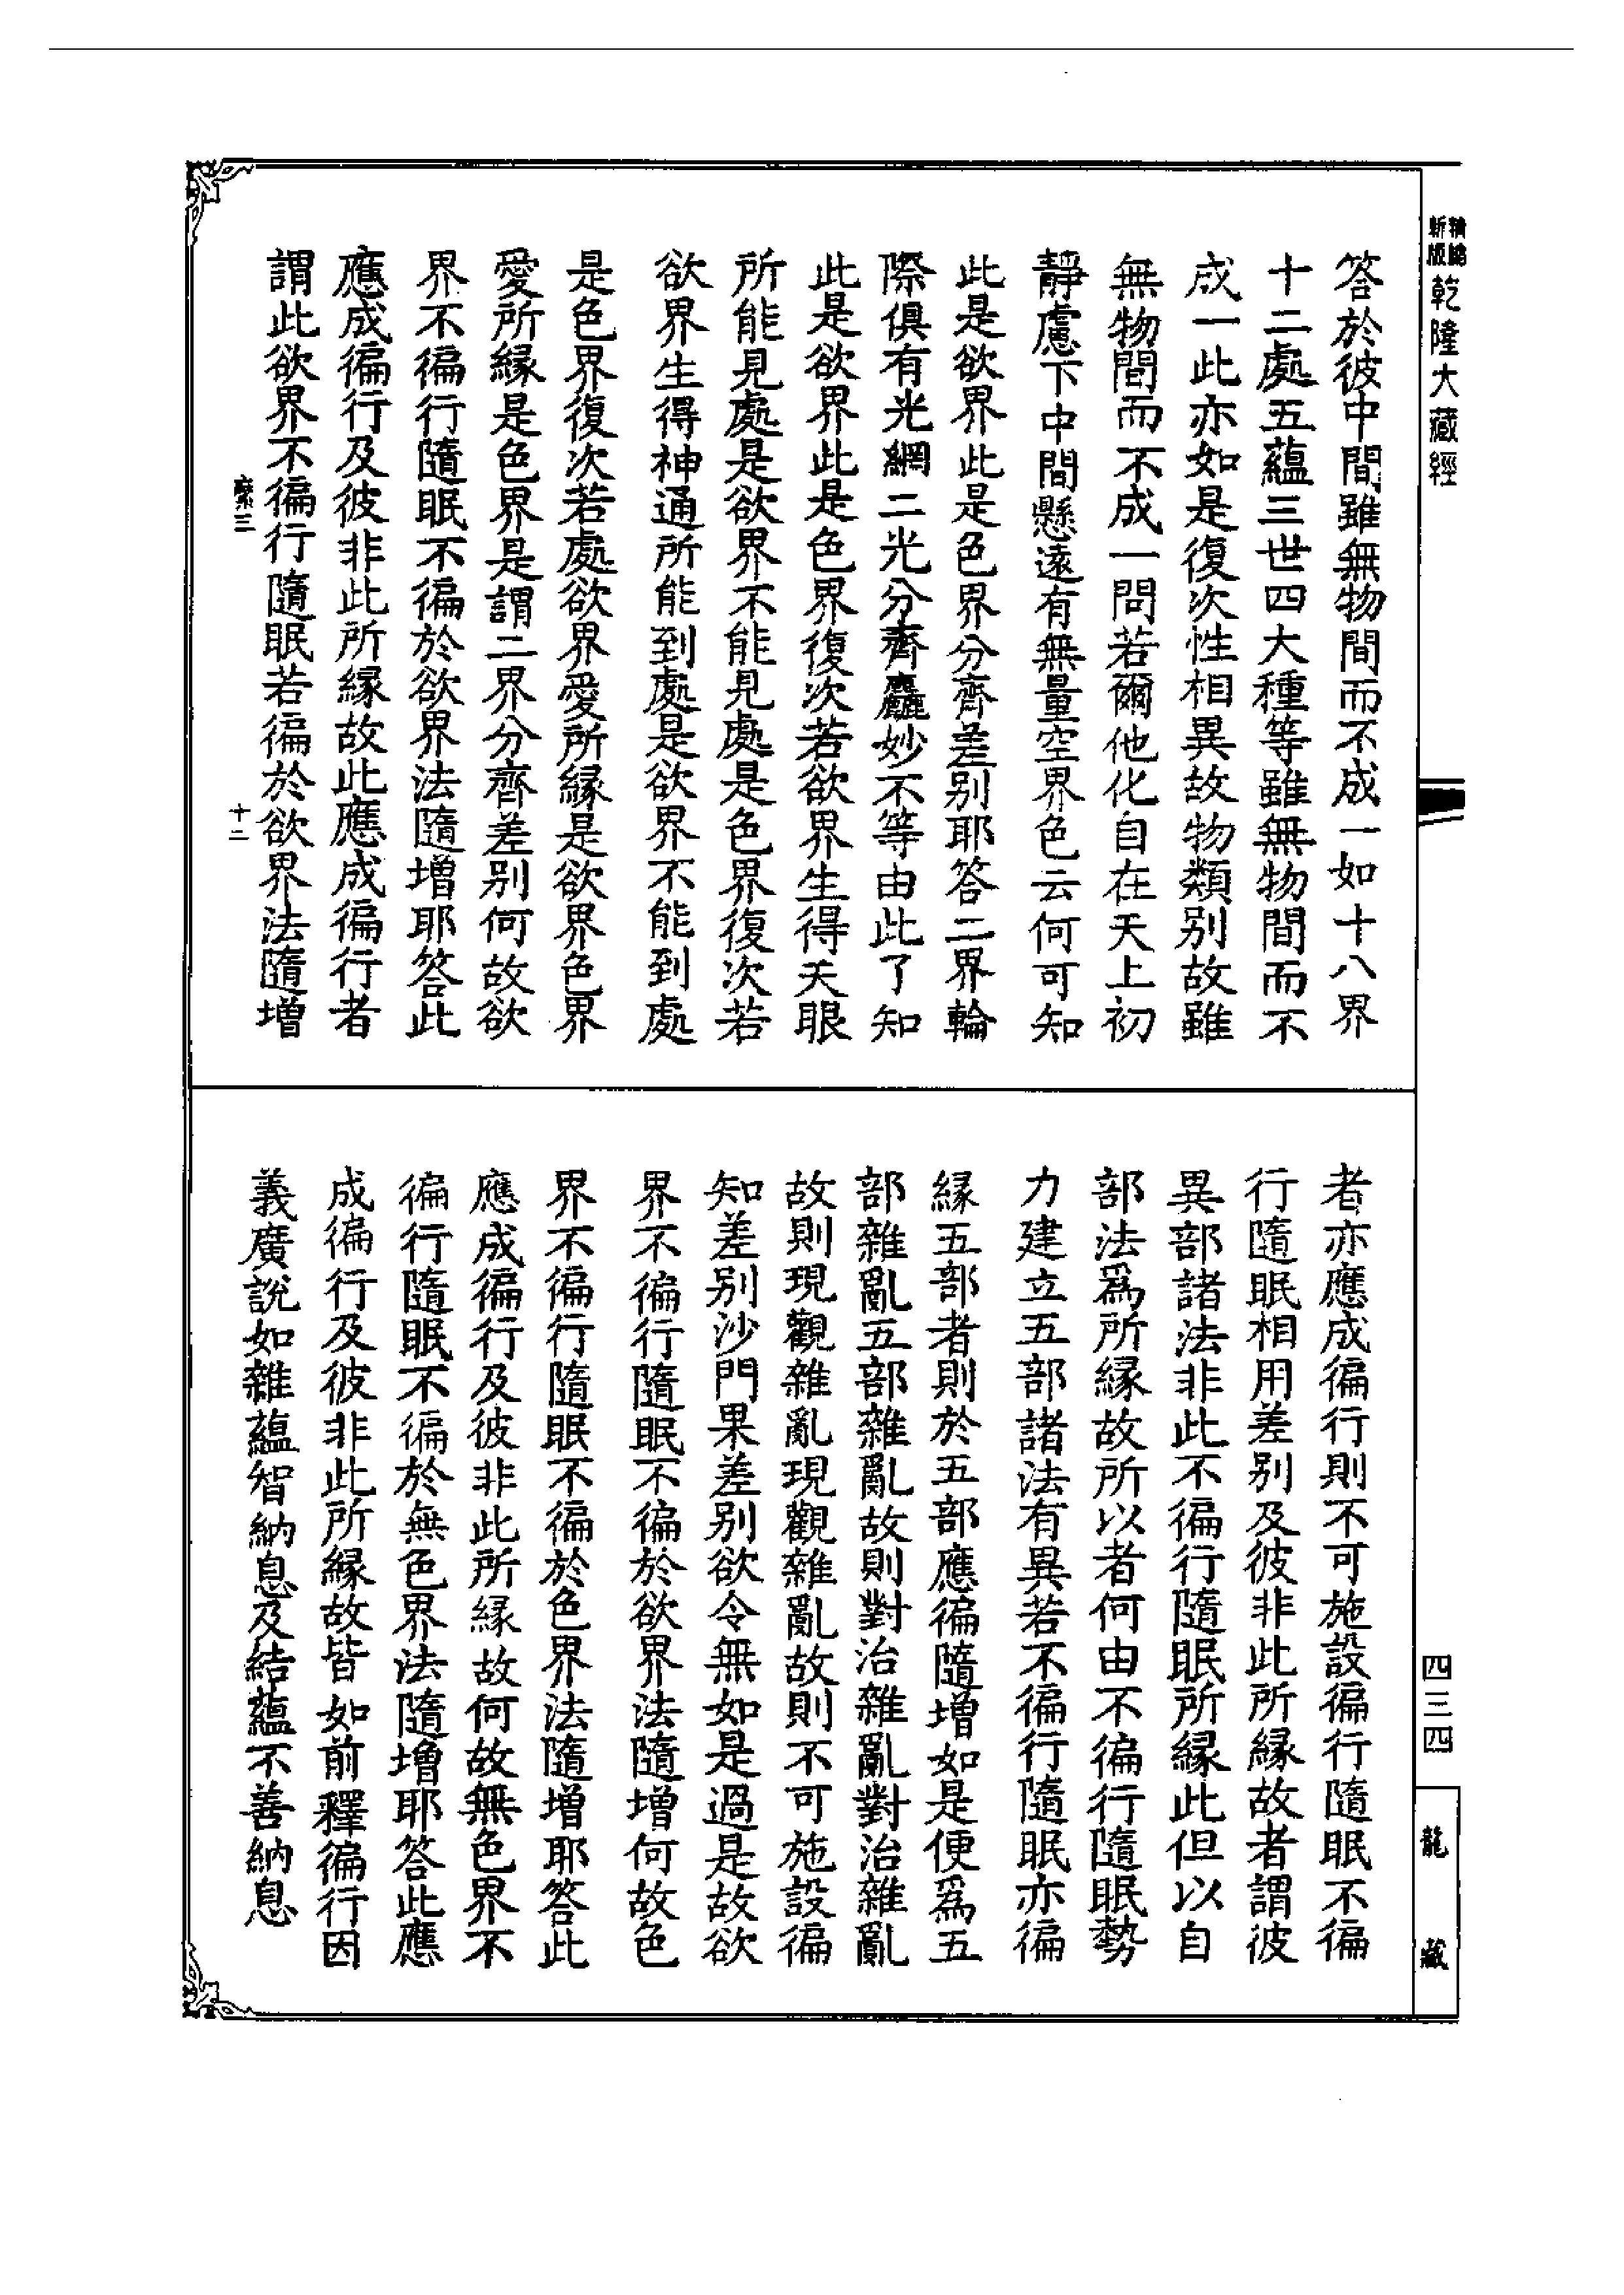 精繪
新版
乾隆大藏經
答於彼中間雖無物間而不成一如十八界
十二處五蘊三世四大種等雖無物間而不
成一此亦如是復次性相異故物類別故雖
無物間而不成一問若爾他化自在天上初
靜慮下中間懸遠有無量空界色云何可知
此是欲界此是色界分齊差別耶答二界輪
際俱有光網二光分齊麤妙不等由此了知
此是欲界此是色界復次若欲界生得天眼
所能見處是欲界不能見處是色界復次若
欲界生得神通所能到處是欲界不能到處
是色界復次若處欲界愛所緣是欲界色界
愛所緣是色界是謂二界分齊差別何故欲
界不徧行隨眠不徧於欲界法隨增耶答此
應成徧行及彼非此所緣故此應成徧行者
謂此欲界不徧行隨眠若徧於欲界法隨增
縻三
十二
者亦應成徧行則不可施設徧行隨眠不徧
行隨眠相用差別及彼非此所緣故者謂彼
異部諸法非此不徧行隨眠所緣此但以自
部法爲所緣故所以者何由不徧行隨眠勢
力建立五部諸法有異若不徧行隨眠亦徧
緣五部者則於五部應徧隨增如是便爲五
部雜亂五部雜亂故則對治雜亂對治雜亂
故則現觀雜亂現觀雜亂故則不可施設徧
知差別沙門果差別欲令無如是過是故欲
界不徧行隨眠不徧於欲界法隨增何故色
界不徧行隨眠不徧於色界法隨增耶答此
應成徧行及彼非此所緣故何故無色界不
徧行隨眠不徧於無色界法隨增耶答此應
成徧行及彼非此所緣故皆如前釋徧行因
義廣說如雜蘊智納息及結蘊不善納息
四三四
龍藏